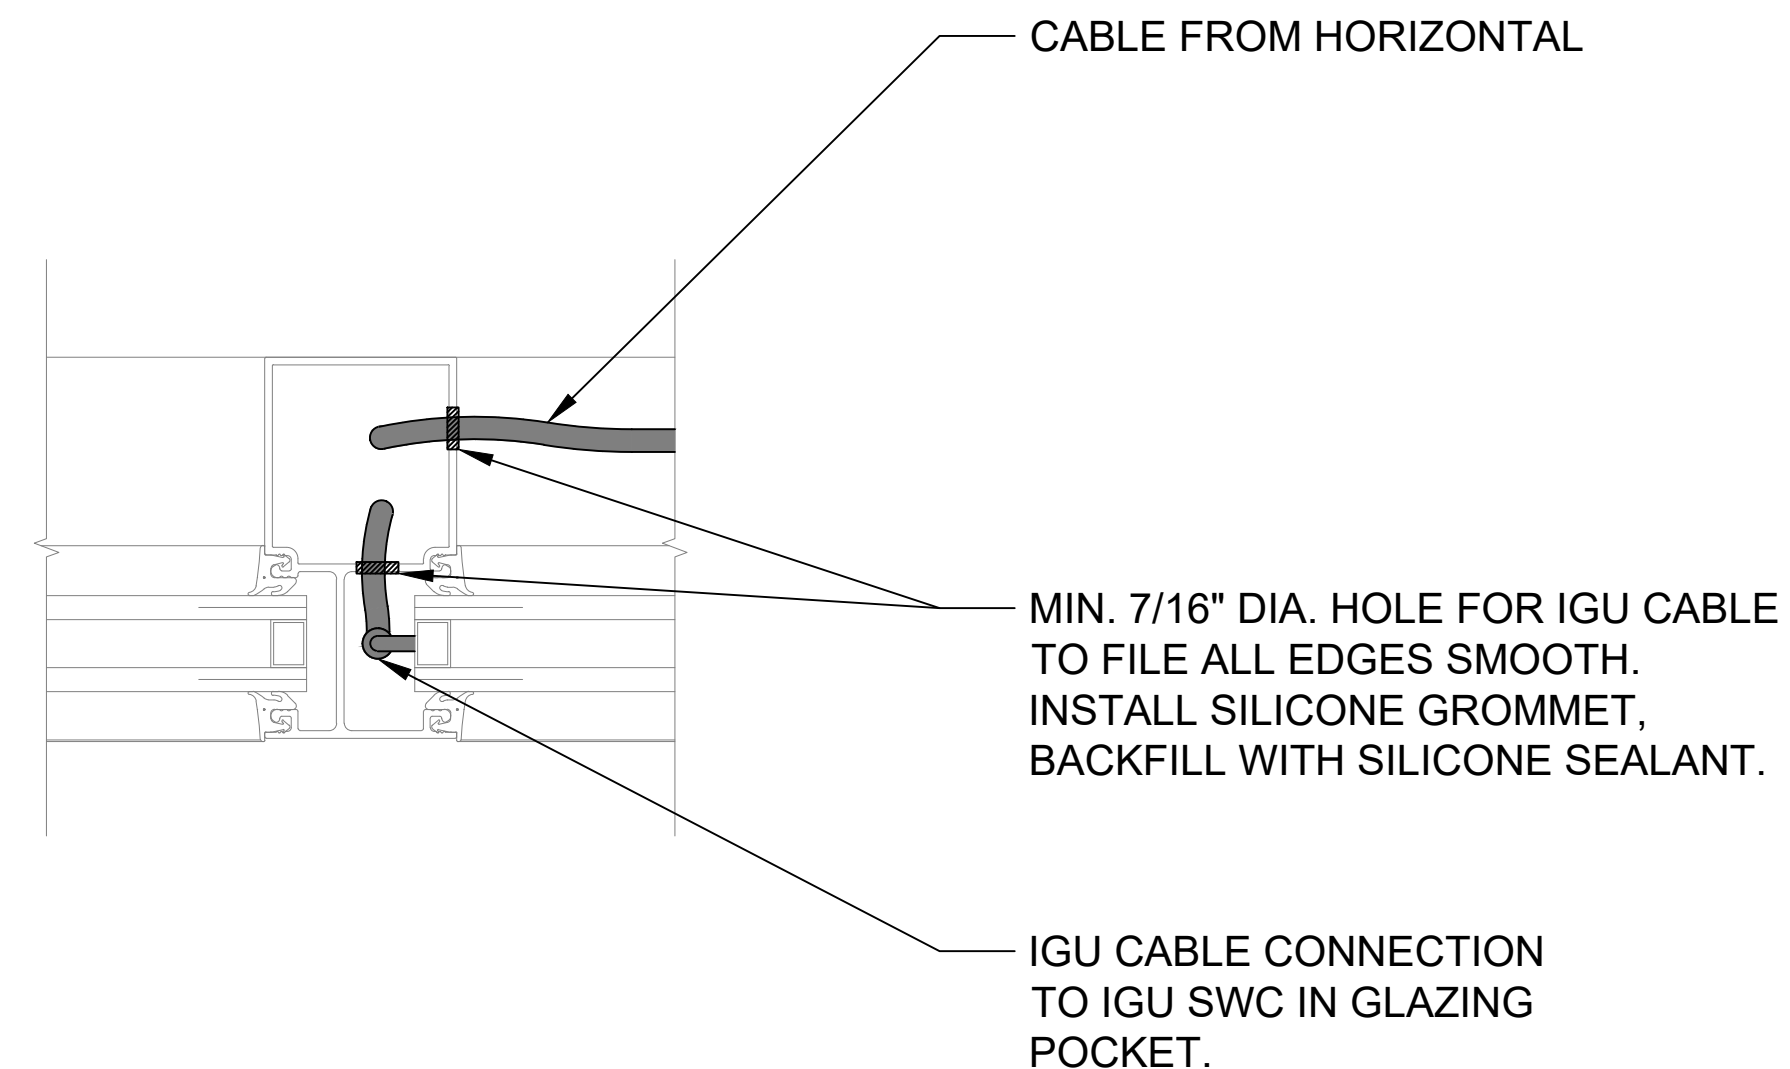 CABLE FROM HORIZONTAL
MIN. 7/16" DIA. HOLE FOR IGU CABLE
TO FILE ALL EDGES SMOOTH.
INSTALL SILICONE GROMMET,
BACKFILL WITH SILICONE SEALANT.
IGU CABLE CONNECTION
TO IGU SWC IN GLAZING
POCKET.